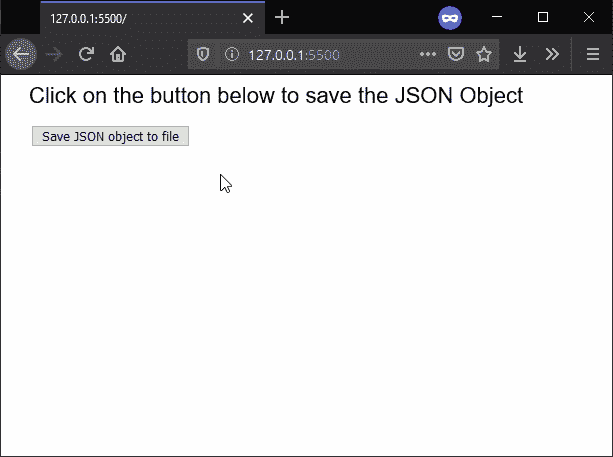 127.0.0.1:5500/
127.0.0.1:5500
Click on the button below to save the JSON Object
Save JSON object to file